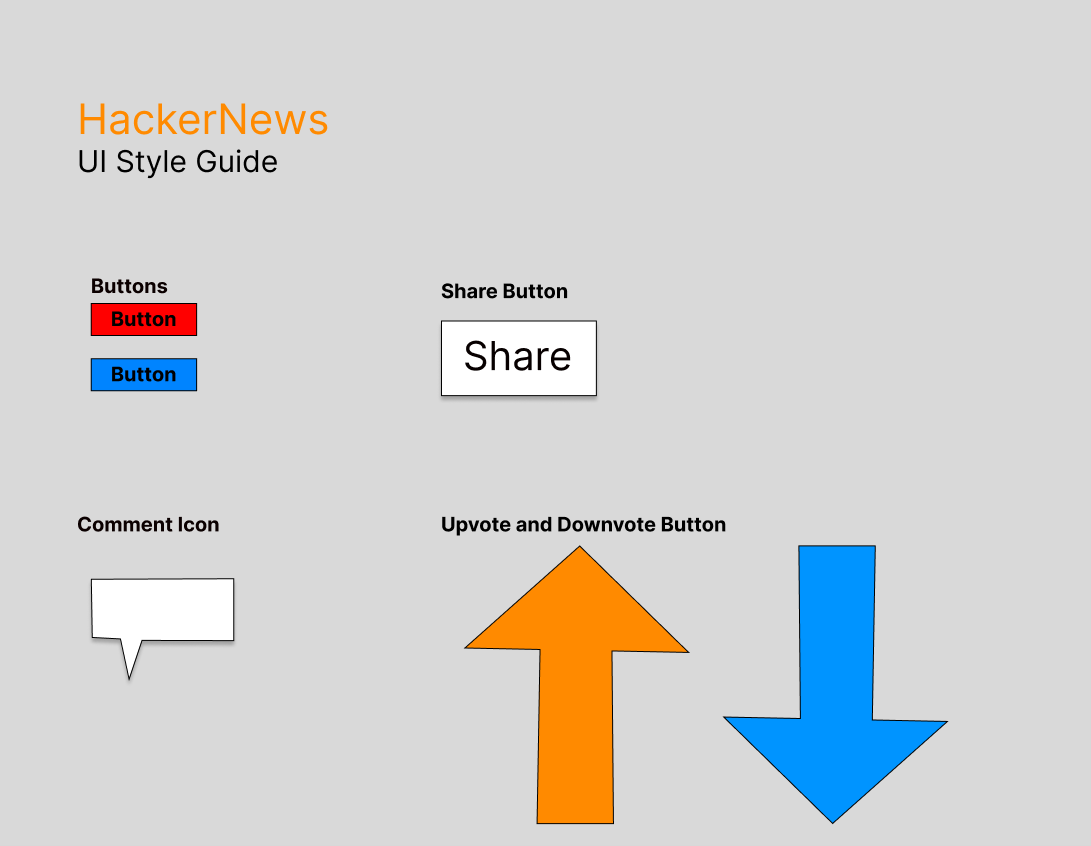 HackerNews
UI Style Guide
Buttons
Button
Button
Share Button
Share
Comment Icon
Upvote and Downvote Button